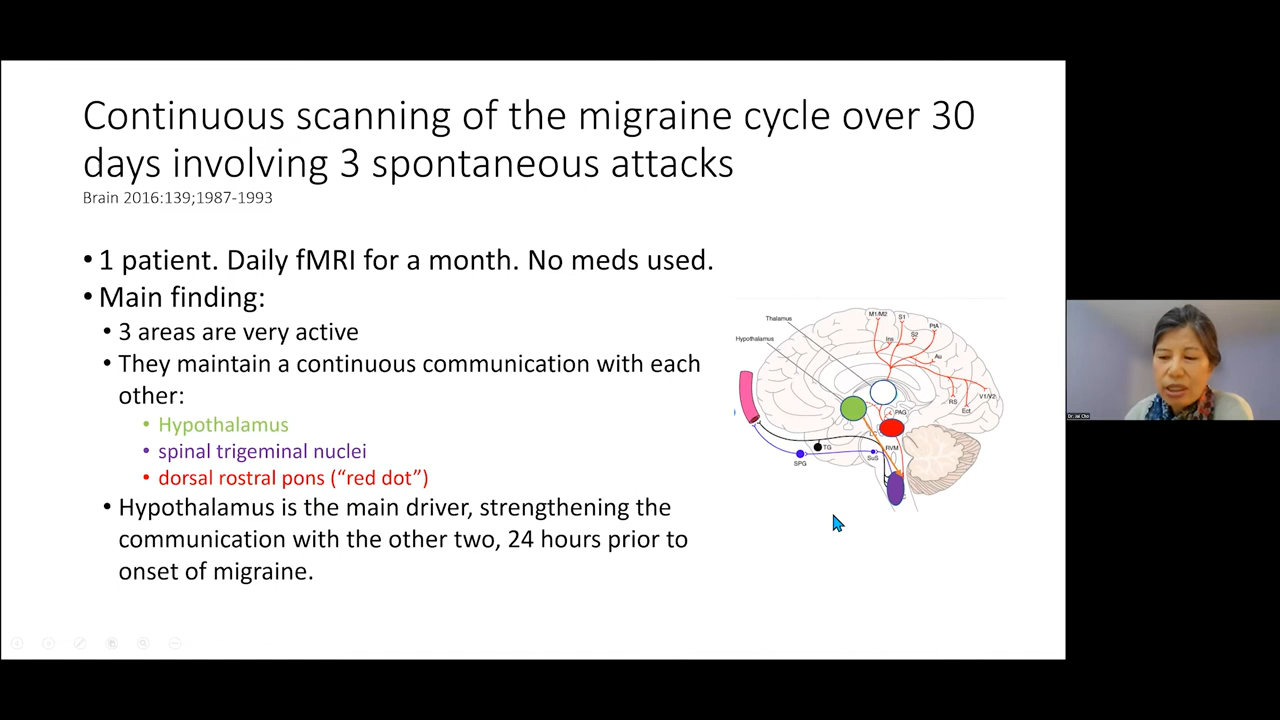 Continuous scanning of the migraine cycle over 30
days involving 3 spontaneous attacks
Brain 2016:139;1987-1993
• 1 patient. Daily fMRI for a month. No meds used.
• Main finding:
• 3 areas are very active
• They maintain a continuous communication with each
other:
• Hypothalamus
• spinal trigeminal nuclei
• dorsal rostral pons (“red dot”)
• Hypothalamus is the main driver, strengthening the
communication with the other two, 24 hours prior to
onset of migraine.
Thalamus
Hypothalamus
M1/M2
S1
S2
PtA
Ins
Au
RS
Ect
V1/V2
PAG
LC
RVM
TG
SuS
SPG